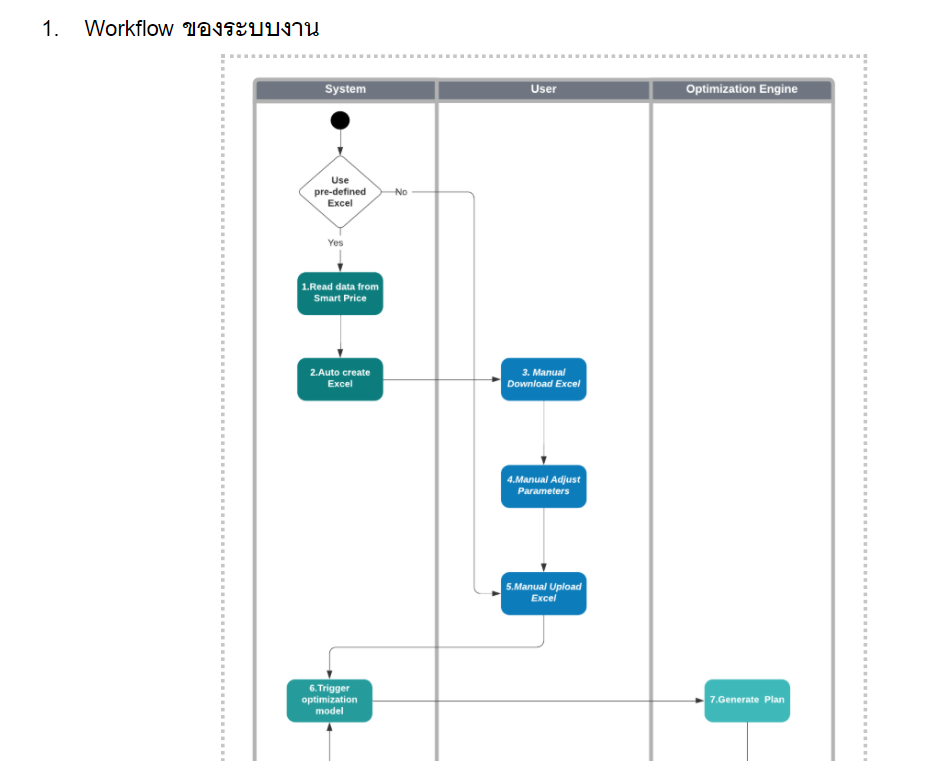 1. Workflow ของระบบงาน
System
User
Optimization Engine
Use
pre-defined
Excel
No
Yes
1.Read data from
Smart Price
2.Auto create
Excel
3. Manual
Download Excel
4.Manual Adjust
Parameters
5.Manual Upload
Excel
6.Trigger
optimization
model
7.Generate Plan